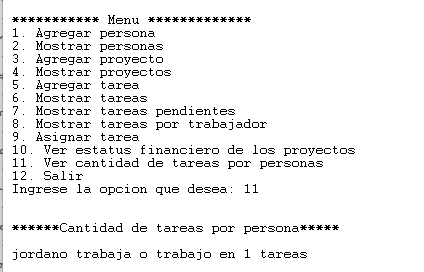 *********** Menu *************
1. Agregar persona
2. Mostrar personas
3. Agregar proyecto
4. Mostrar proyectos
5. Agregar tarea
6. Mostrar tareas
7. Mostrar tareas pendientes
8. Mostrar tareas por trabajador
9. Asignar tarea
10. Ver estatus financiero de los proyectos
11. Ver cantidad de tareas por personas
12. Salir
Ingrese la opcion que desea: 11
******Cantidad de tareas por persona*****
jordano trabaja o trabajo en 1 tareas